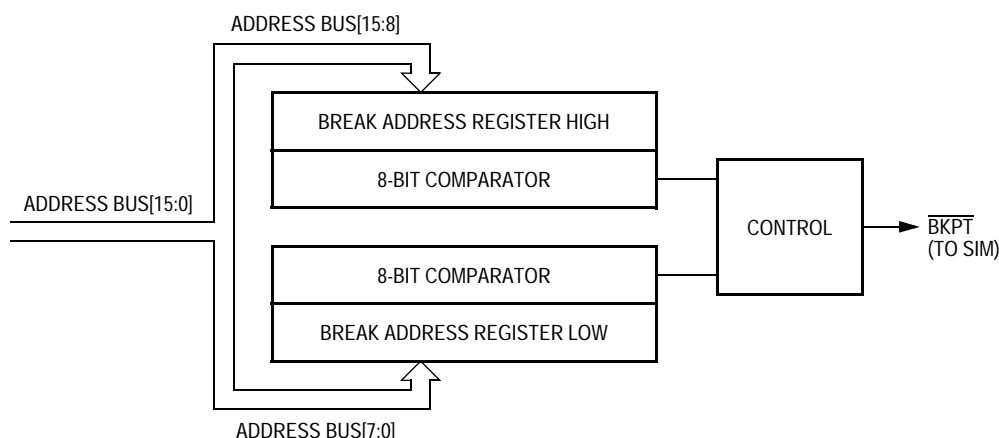 ADDRESS BUS[15:8]
BREAK ADDRESS REGISTER HIGH
8-BIT COMPARATOR
ADDRESS BUS[15:0]
CONTROL
BKPT
(TO SIM)
8-BIT COMPARATOR
BREAK ADDRESS REGISTER LOW
ADDRESS BUS[7:0]